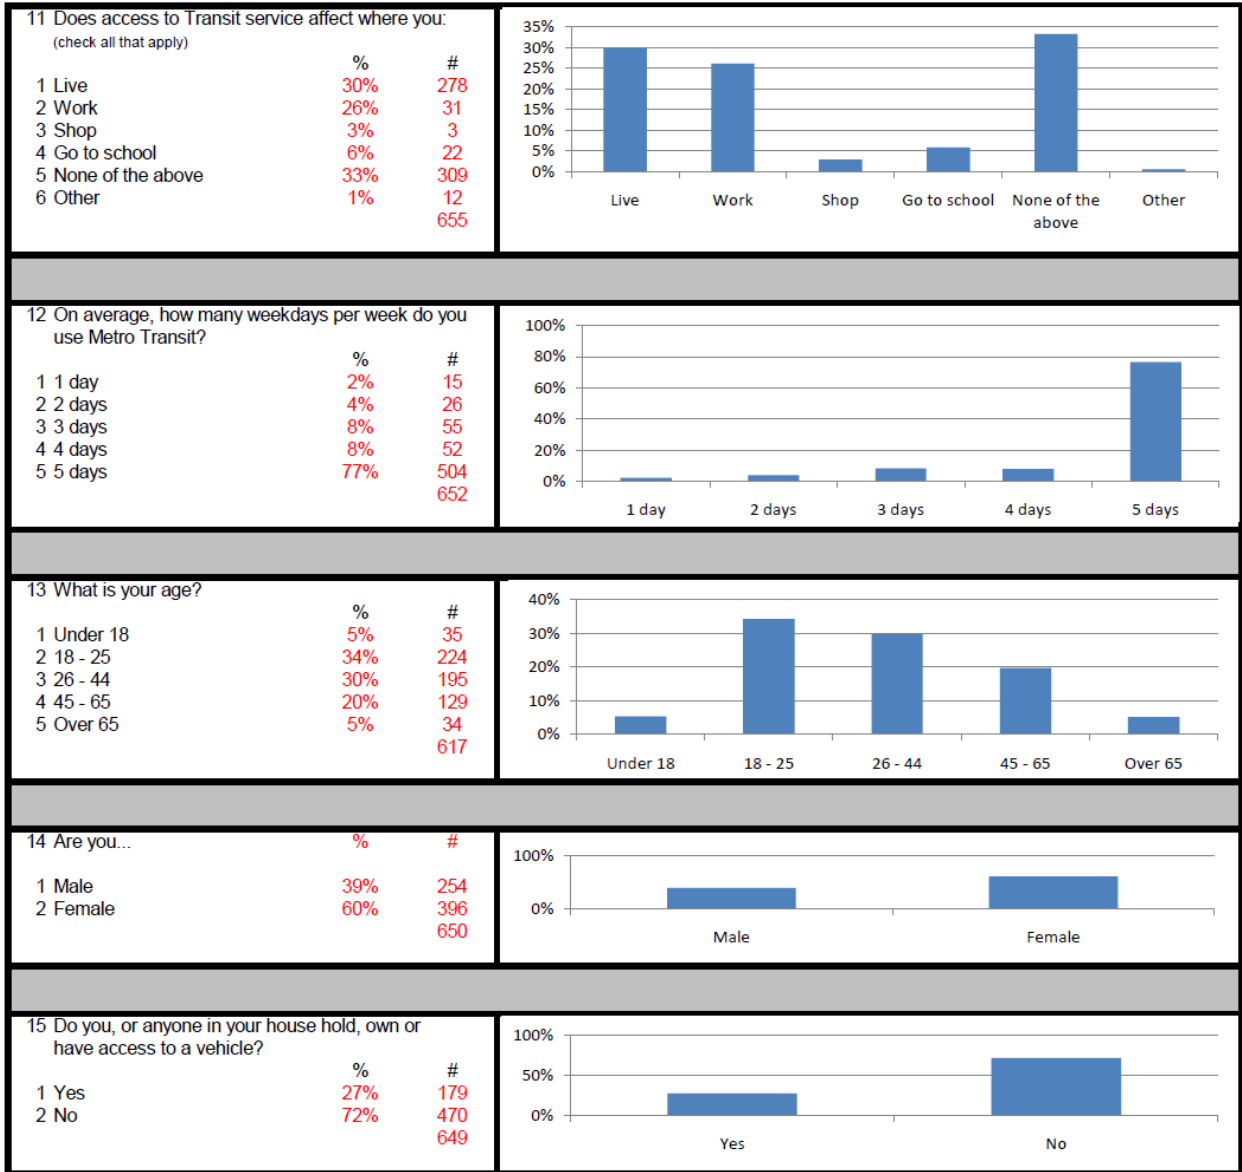 11 Does access to Transit service affect where you:
(check all that apply)
% #
1 Live 30% 278
2 Work 26% 31
3 Shop 3% 3
4 Go to school 6% 22
5 None of the above 33% 309
6 Other 1% 12
655
35%
30%
25%
20%
15%
10%
5%
0%
Live Work Shop Go to school None of the above Other
12 On average, how many weekdays per week do you
use Metro Transit?
% #
1 1 day 2% 15
2 2 days 4% 26
3 3 days 8% 55
4 4 days 8% 52
5 5 days 77% 504
652
100%
80%
60%
40%
20%
0%
1 day 2 days 3 days 4 days 5 days
13 What is your age?
% #
1 Under 18 5% 35
2 18 - 25 34% 224
3 26 - 44 30% 195
4 45 - 65 20% 129
5 Over 65 5% 34
617
40%
30%
20%
10%
0%
Under 18 18 - 25 26 - 44 45 - 65 Over 65
14 Are you... % #
1 Male 39% 254
2 Female 60% 396
650
100%
0%
Male Female
15 Do you, or anyone in your house hold, own or
have access to a vehicle?
% #
1 Yes 27% 179
2 No 72% 470
649
100%
50%
0%
Yes No